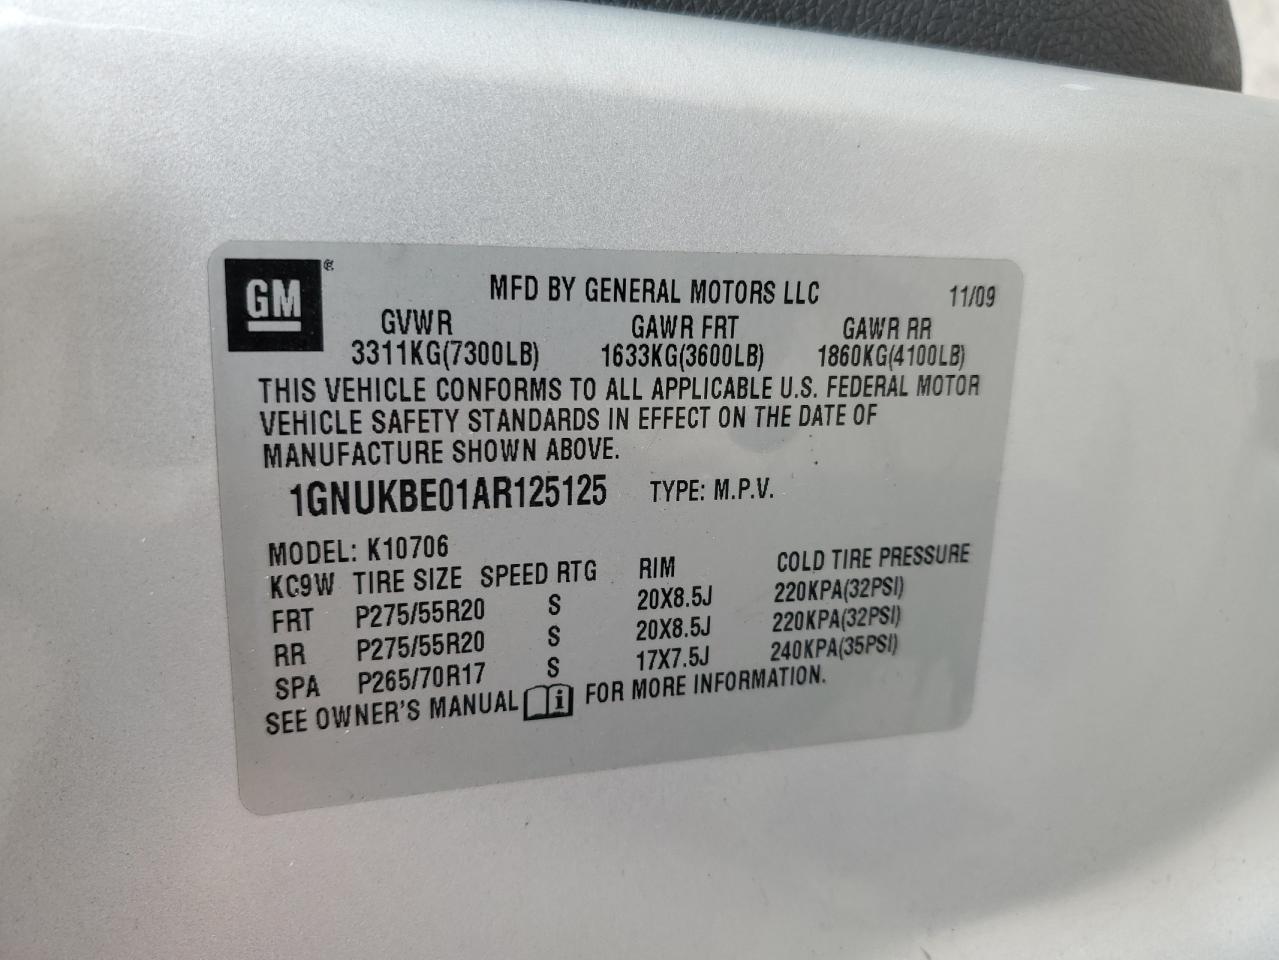 GM®
MFD BY GENERAL MOTORS LLC 11/09
GVWR GAWR FRT GAWR RR
3311KG(7300LB) 1633KG(3600LB) 1860KG(4100LB)
THIS VEHICLE CONFORMS TO ALL APPLICABLE U.S. FEDERAL MOTOR
VEHICLE SAFETY STANDARDS IN EFFECT ON THE DATE OF
MANUFACTURE SHOWN ABOVE.
1GNUKBE01AR125125 TYPE: M.P.V.
MODEL: K10706
KC9W TIRE SIZE SPEED RTG RIM COLD TIRE PRESSURE
FRT P275/55R20 S 20X8.5J 220KPA(32PSI)
RR P275/55R20 S 20X8.5J 220KPA(32PSI)
SPA P265/70R17 S 17X7.5J 240KPA(35PSI)
SEE OWNER'S MANUAL i FOR MORE INFORMATION.